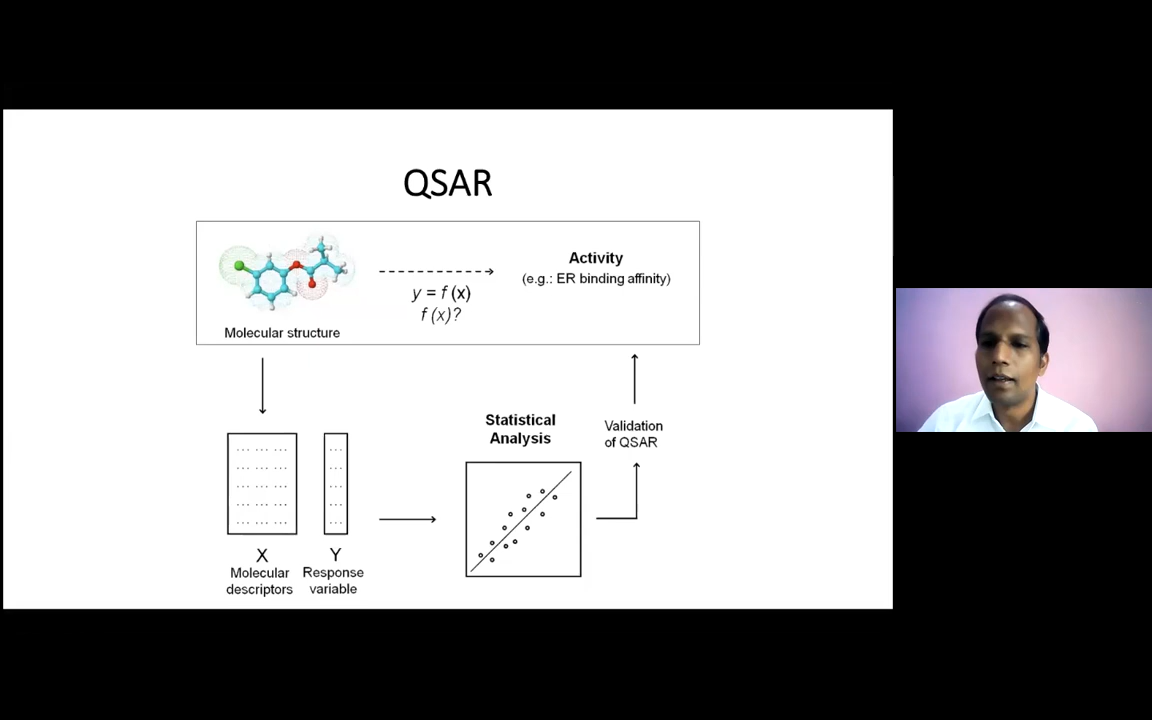 QSAR
Activity
(e.g.: ER binding affinity)
y = f (x)
f (x)?
Molecular structure
Statistical
Analysis
Validation
of QSAR
X
Molecular
descriptors
Y
Response
variable